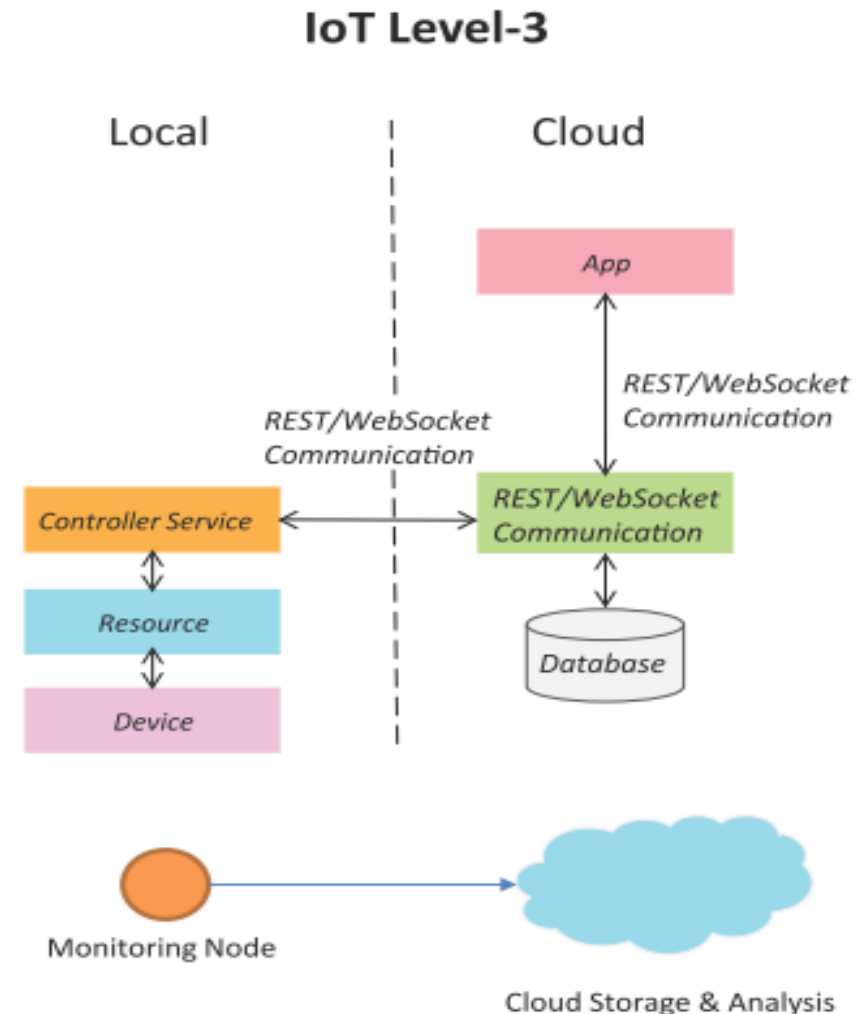 IoT Level-3
Local
Cloud
App
REST/WebSocket
Communication
REST/WebSocket
Communication
Controller Service
REST/WebSocket
Communication
Resource
Database
Device
Monitoring Node
Cloud Storage & Analysis